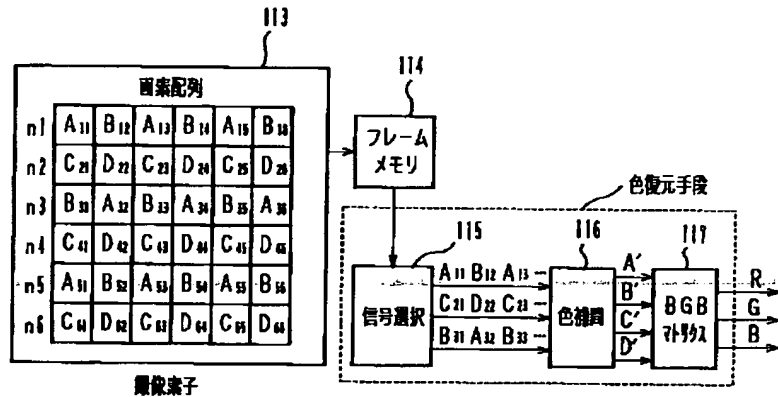 113
画素配列
n1 A11 B12 A13 B14 A15 B16
n2 C21 D22 C23 D24 C25 D26
n3 B31 A32 B33 A34 B35 A36
n4 C41 D42 C43 D44 C45 D46
n5 A51 B52 A53 B54 A55 B56
n6 C61 D62 C63 D64 C65 D66
撮像素子
114
フレーム
メモリ
色復元手段
115
信号選択
A11 B12 A13 ···
C21 D22 C23 ···
B31 A32 B33 ···
116
色補間
A′
B′
C′
D′
117
BGB
マトリクス
R
G
B